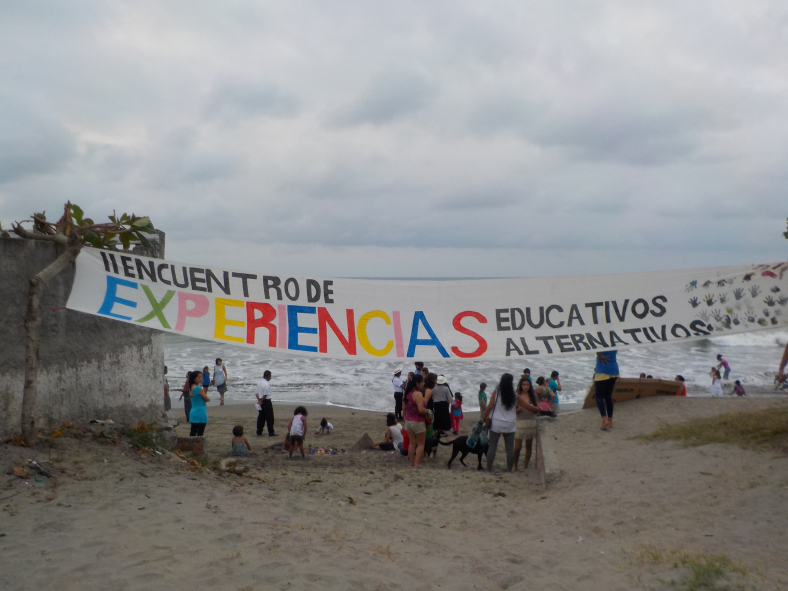 II ENCUENTRO DE
EXPERIENCIAS
EDUCATIVOS
ALTERNATIVOS